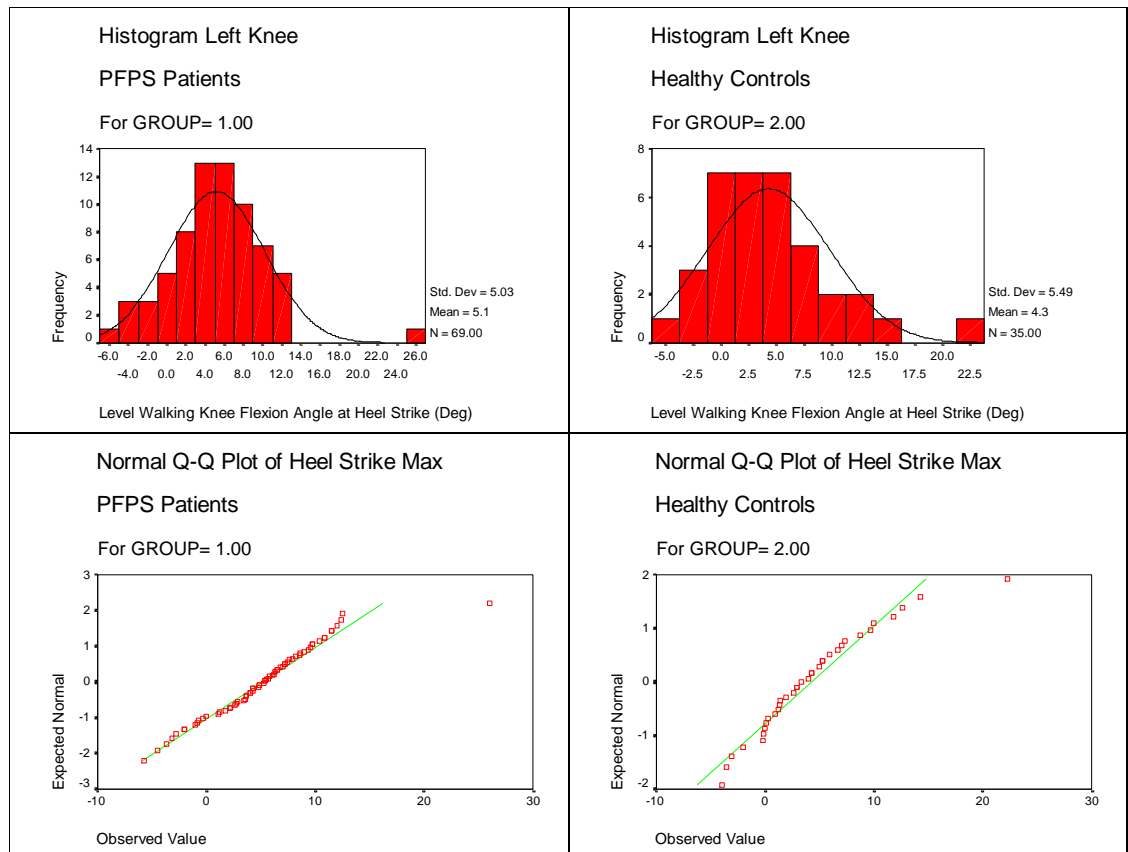 Histogram Left Knee
PFPS Patients
For GROUP= 1.00
14
12
10
8
6
4
2
0
Frequency
Std. Dev = 5.03
Mean = 5.1
N = 69.00
-6.0 -2.0 2.0 6.0 10.0 14.0 18.0 22.0 26.0
-4.0 0.0 4.0 8.0 12.0 16.0 20.0 24.0
Level Walking Knee Flexion Angle at Heel Strike (Deg)
Histogram Left Knee
Healthy Controls
For GROUP= 2.00
8
6
4
2
0
Frequency
Std. Dev = 5.49
Mean = 4.3
N = 35.00
-5.0 0.0 5.0 10.0 15.0 20.0
-2.5 2.5 7.5 12.5 17.5 22.5
Level Walking Knee Flexion Angle at Heel Strike (Deg)
Normal Q-Q Plot of Heel Strike Max
PFPS Patients
For GROUP= 1.00
3
2
1
0
-1
-2
-3
Expected Normal
-10 0 10 20 30
Observed Value
Normal Q-Q Plot of Heel Strike Max
Healthy Controls
For GROUP= 2.00
2
1
0
-1
-2
Expected Normal
-10 0 10 20 30
Observed Value